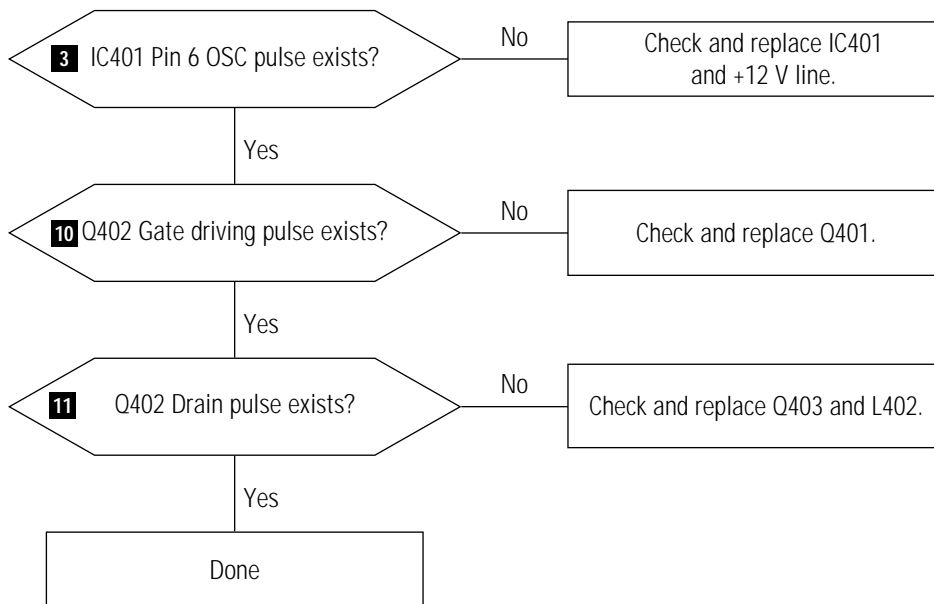 3 IC401 Pin 6 OSC pulse exists?
No
Check and replace IC401
and +12 V line.
Yes
10 Q402 Gate driving pulse exists?
No
Check and replace Q401.
Yes
11 Q402 Drain pulse exists?
No
Check and replace Q403 and L402.
Yes
Done